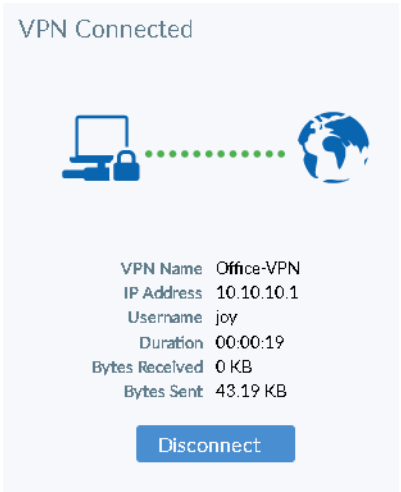 VPN Connected
VPN Name Office-VPN
IP Address 10.10.10.1
Username joy
Duration 00:00:19
Bytes Received 0 KB
Bytes Sent 43.19 KB
Disconnect